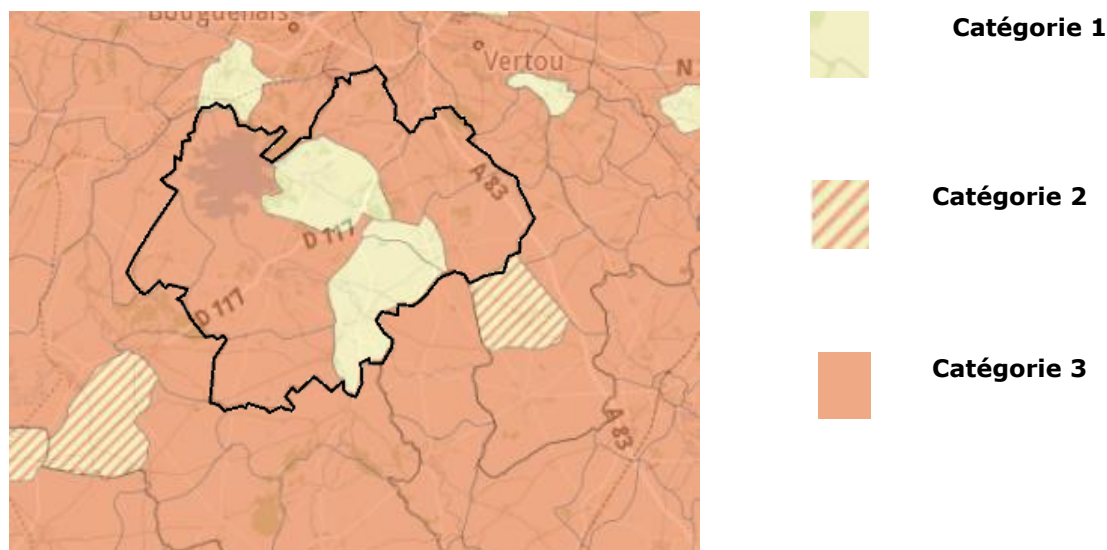 Bouguenais
Vertou
N
A 83
D 117
D 117
A 83
Catégorie 1
Catégorie 2
Catégorie 3